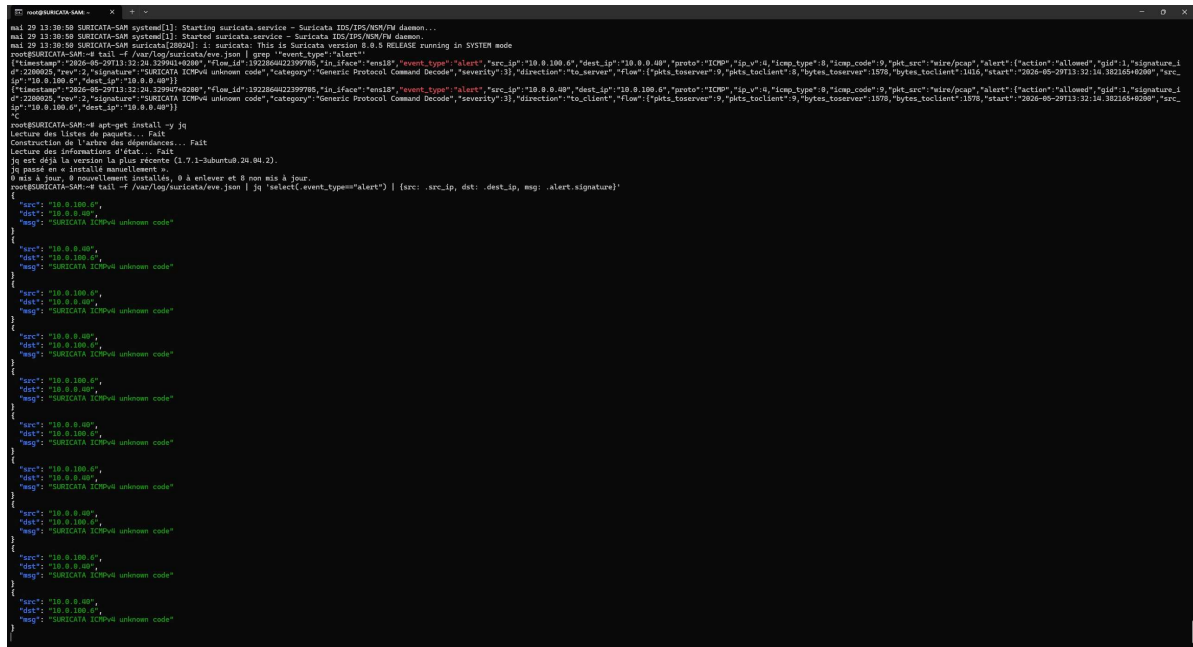 root@SURICATA-SAM: ~
mai 29 13:30:50 SURICATA-SAM systemd[1]: Starting suricata.service - Suricata IDS/IPS/NSM/FW daemon...
mai 29 13:30:50 SURICATA-SAM systemd[1]: Started suricata.service - Suricata IDS/IPS/NSM/FW daemon.
mai 29 13:30:50 SURICATA-SAM suricata[28024]: i: suricata: This is Suricata version 8.0.5 RELEASE running in SYSTEM mode
root@SURICATA-SAM:~# tail -f /var/log/suricata/eve.json | grep '"event_type":"alert"'
{"timestamp":"2026-05-29T13:32:24.329941+0200","flow_id":1922864422399705,"in_iface":"ens18","event_type":"alert","src_ip":"10.0.100.6","dest_ip":"10.0.0.40","proto":"ICMP","ip_v":4,"icmp_type":8,"icmp_code":9,"pkt_src":"wire/pcap","alert":{"action":"allowed","gid":1,"signature_i
d":2200025,"rev":2,"signature":"SURICATA ICMPv4 unknown code","category":"Generic Protocol Command Decode","severity":3},"direction":"to_server","flow":{"pkts_toserver":9,"pkts_toclient":8,"bytes_toserver":1578,"bytes_toclient":1416,"start":"2026-05-29T13:32:14.382165+0200","src_
ip":"10.0.100.6","dest_ip":"10.0.0.40"}}
{"timestamp":"2026-05-29T13:32:24.329947+0200","flow_id":1922864422399705,"in_iface":"ens18","event_type":"alert","src_ip":"10.0.0.40","dest_ip":"10.0.100.6","proto":"ICMP","ip_v":4,"icmp_type":0,"icmp_code":9,"pkt_src":"wire/pcap","alert":{"action":"allowed","gid":1,"signature_i
d":2200025,"rev":2,"signature":"SURICATA ICMPv4 unknown code","category":"Generic Protocol Command Decode","severity":3},"direction":"to_client","flow":{"pkts_toserver":9,"pkts_toclient":9,"bytes_toserver":1578,"bytes_toclient":1578,"start":"2026-05-29T13:32:14.382165+0200","src_
ip":"10.0.100.6","dest_ip":"10.0.0.40"}}
^C
root@SURICATA-SAM:~# apt-get install -y jq
Lecture des listes de paquets... Fait
Construction de l'arbre des dépendances... Fait
Lecture des informations d'état... Fait
jq est déjà la version la plus récente (1.7.1-3ubuntu0.24.04.2).
jq passé en « installé manuellement ».
0 mis à jour, 0 nouvellement installés, 0 à enlever et 8 non mis à jour.
root@SURICATA-SAM:~# tail -f /var/log/suricata/eve.json | jq 'select(.event_type=="alert") | {src: .src_ip, dst: .dest_ip, msg: .alert.signature}'
{
"src": "10.0.100.6",
"dst": "10.0.0.40",
"msg": "SURICATA ICMPv4 unknown code"
}
{
"src": "10.0.0.40",
"dst": "10.0.100.6",
"msg": "SURICATA ICMPv4 unknown code"
}
{
"src": "10.0.100.6",
"dst": "10.0.0.40",
"msg": "SURICATA ICMPv4 unknown code"
}
{
"src": "10.0.0.40",
"dst": "10.0.100.6",
"msg": "SURICATA ICMPv4 unknown code"
}
{
"src": "10.0.100.6",
"dst": "10.0.0.40",
"msg": "SURICATA ICMPv4 unknown code"
}
{
"src": "10.0.0.40",
"dst": "10.0.100.6",
"msg": "SURICATA ICMPv4 unknown code"
}
{
"src": "10.0.100.6",
"dst": "10.0.0.40",
"msg": "SURICATA ICMPv4 unknown code"
}
{
"src": "10.0.0.40",
"dst": "10.0.100.6",
"msg": "SURICATA ICMPv4 unknown code"
}
{
"src": "10.0.100.6",
"dst": "10.0.0.40",
"msg": "SURICATA ICMPv4 unknown code"
}
{
"src": "10.0.0.40",
"dst": "10.0.100.6",
"msg": "SURICATA ICMPv4 unknown code"
}